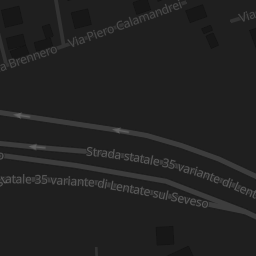 Via Piero Calamandrei
Via
a Brennero
Strada statale 35 variante di Lent
o
statale 35 variante di Lentate sul Seveso